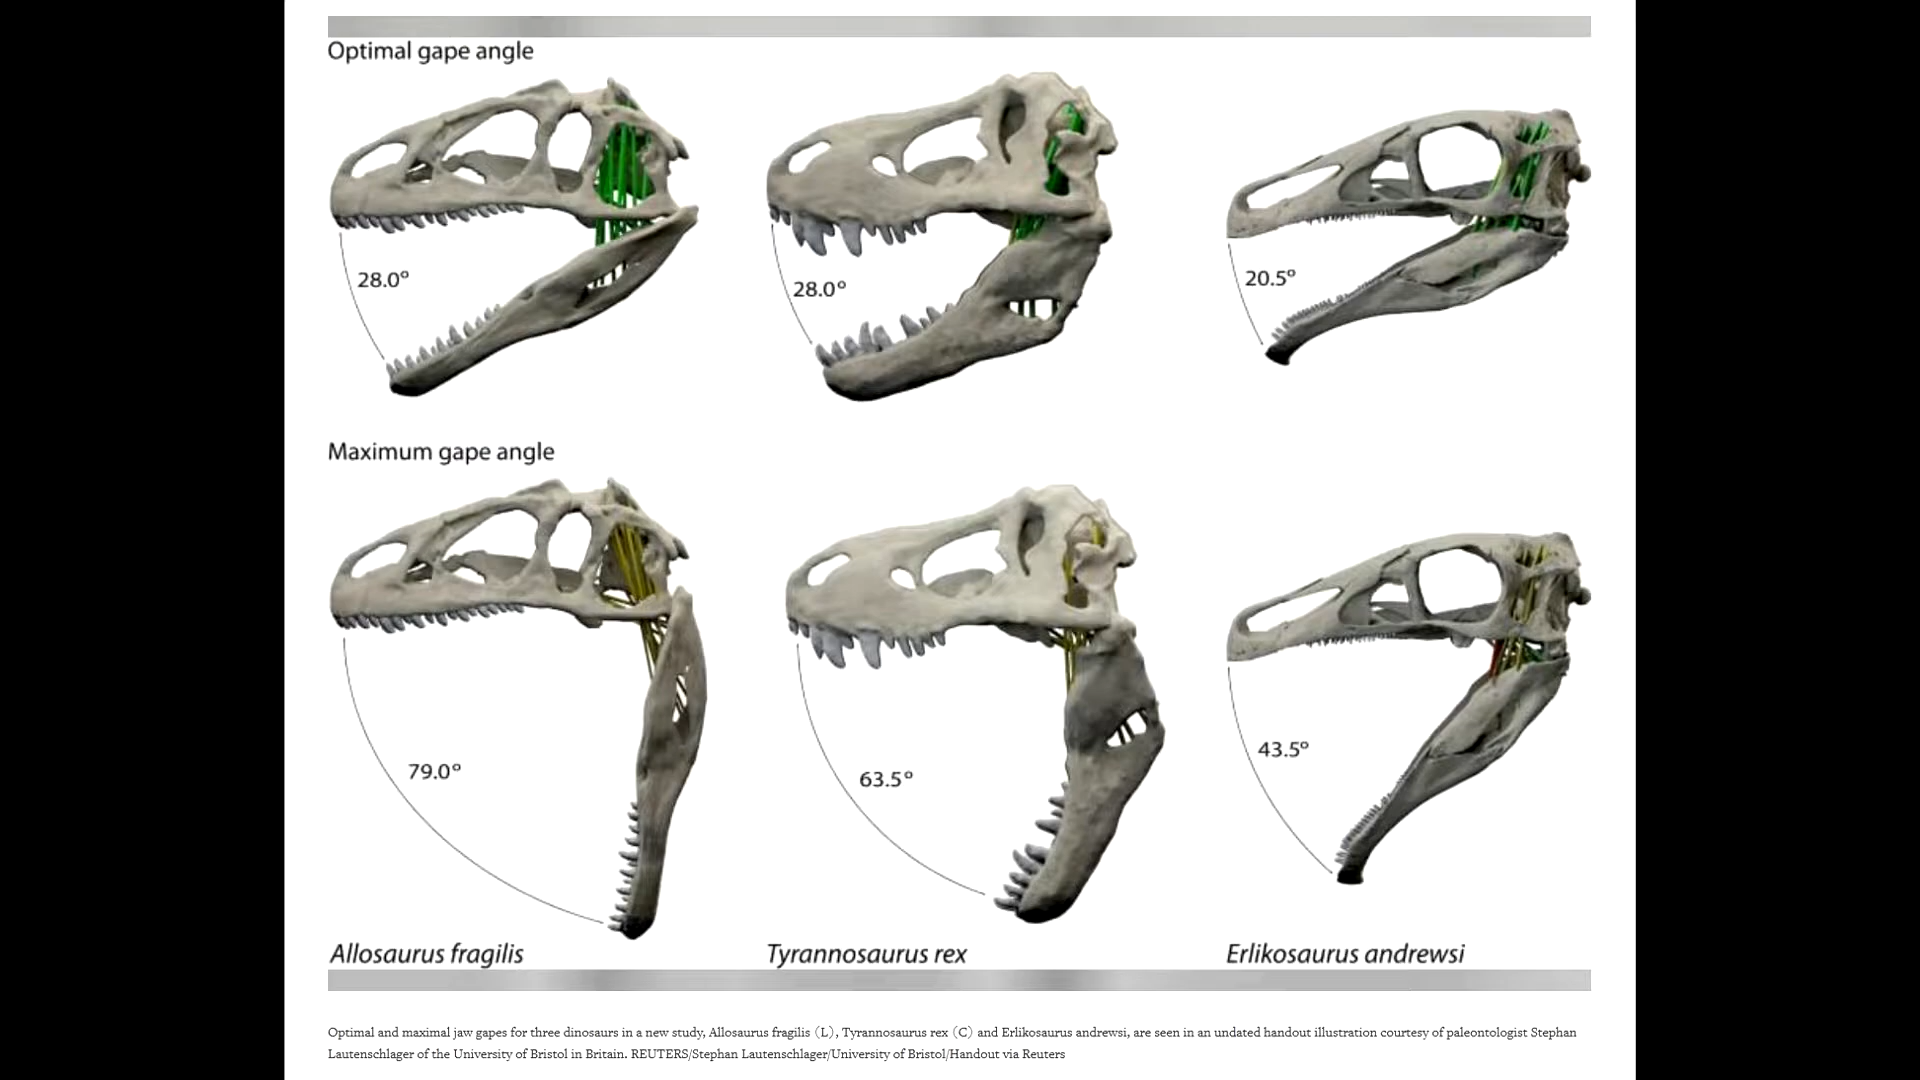 Optimal gape angle
28.0°
28.0°
20.5°
Maximum gape angle
79.0°
63.5°
43.5°
Allosaurus fragilis
Tyrannosaurus rex
Erlikosaurus andrewsi
Optimal and maximal jaw gapes for three dinosaurs in a new study, Allosaurus fragilis (L), Tyrannosaurus rex (C) and Erlikosaurus andrewsi, are seen in an undated handout illustration courtesy of paleontologist Stephan
Lautenschlager of the University of Bristol in Britain. REUTERS/Stephan Lautenschlager/University of Bristol/Handout via Reuters